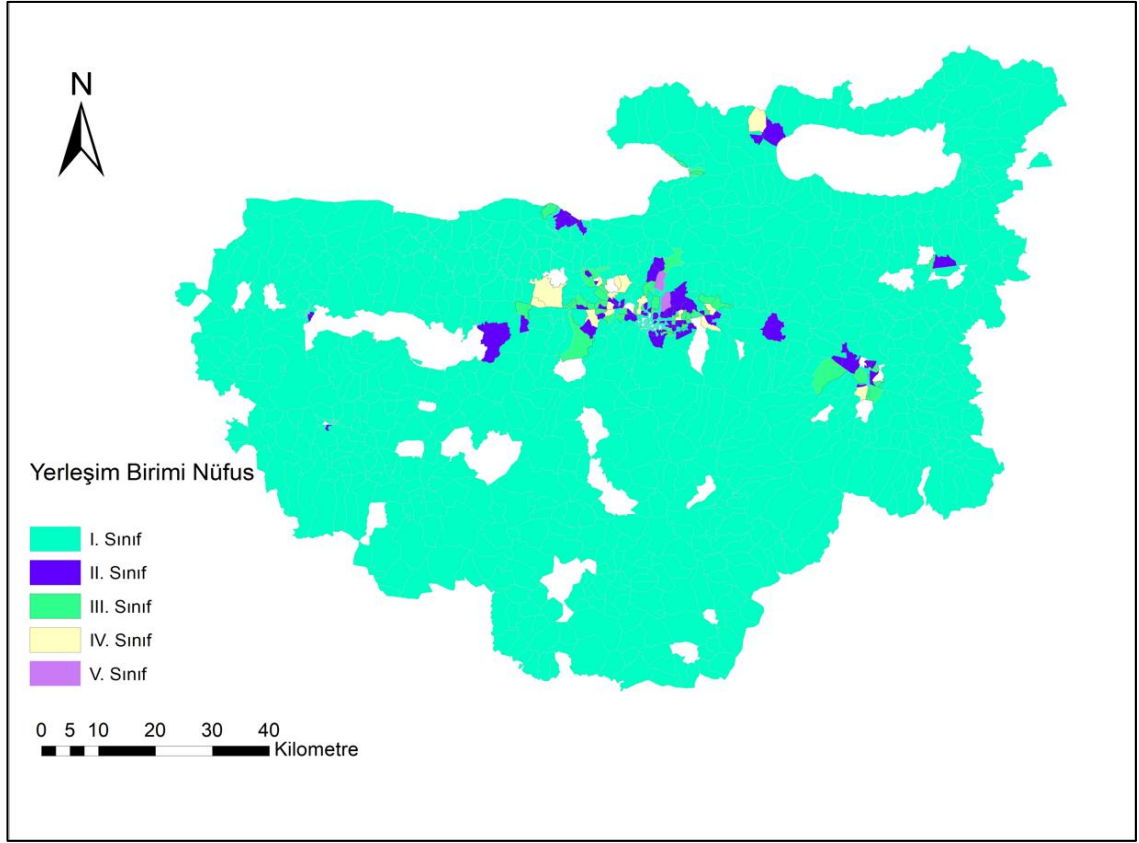 N
Yerleşim Birimi Nüfus
I. Sınıf
II. Sınıf
III. Sınıf
IV. Sınıf
V. Sınıf
0 5 10 20 30 40
Kilometre